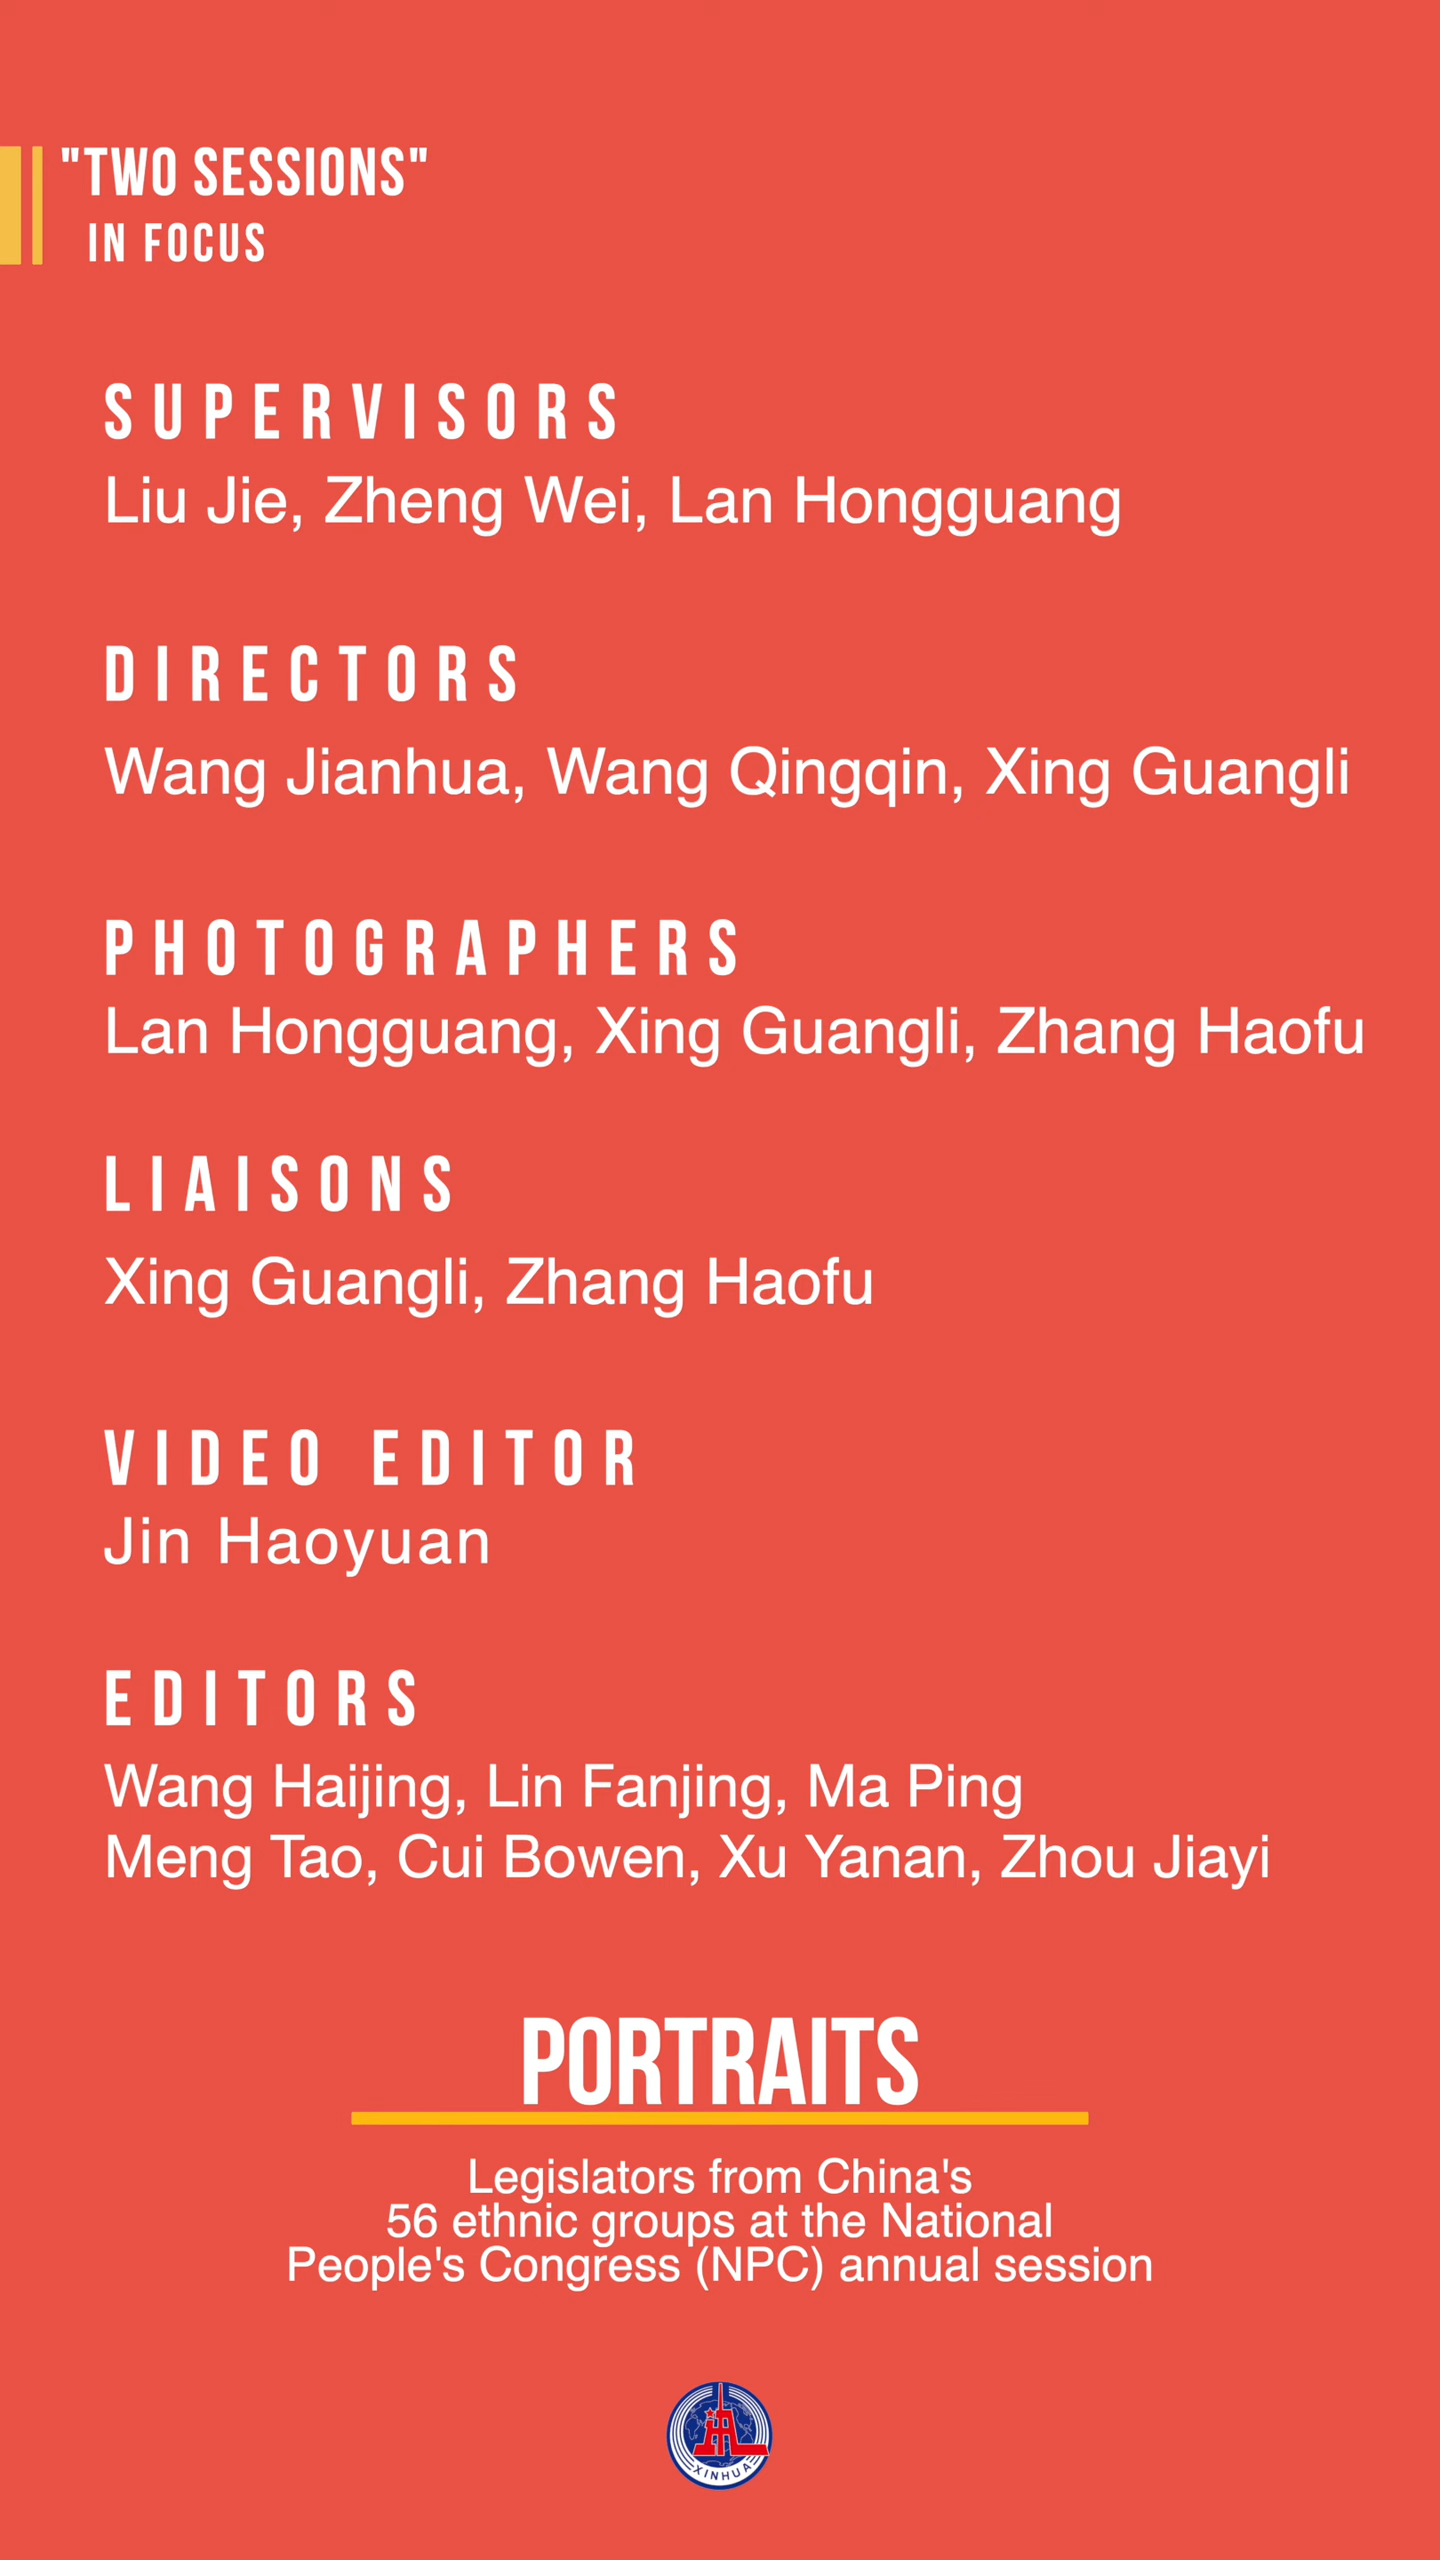 "TWO SESSIONS"
IN FOCUS
SUPERVISORS
Liu Jie, Zheng Wei, Lan Hongguang
DIRECTORS
Wang Jianhua, Wang Qingqin, Xing Guangli
PHOTOGRAPHERS
Lan Hongguang, Xing Guangli, Zhang Haofu
LIAISONS
Xing Guangli, Zhang Haofu
VIDEO EDITOR
Jin Haoyuan
EDITORS
Wang Haijing, Lin Fanjing, Ma Ping
Meng Tao, Cui Bowen, Xu Yanan, Zhou Jiayi
PORTRAITS
Legislators from China's
56 ethnic groups at the National
People's Congress (NPC) annual session
XINHUA